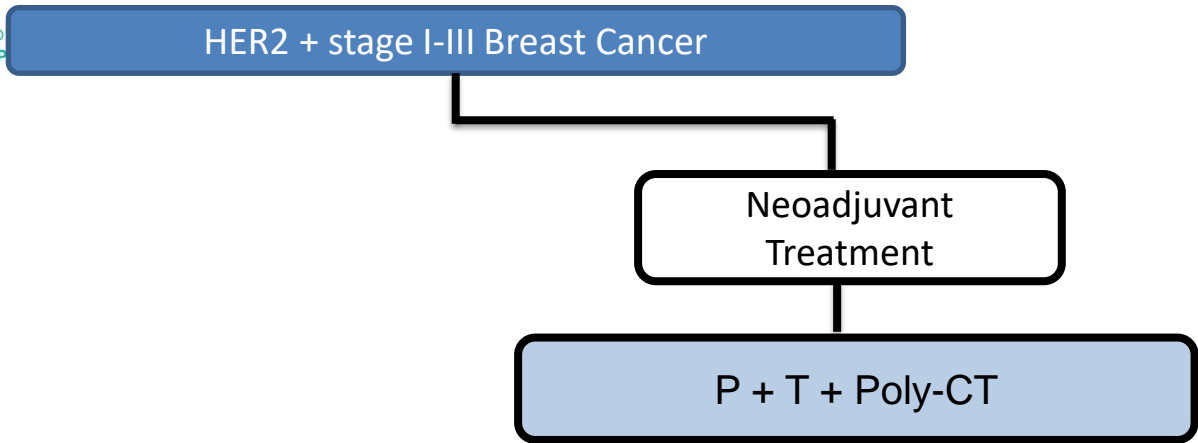 HER2 + stage I-III Breast Cancer
Neoadjuvant
Treatment
P + T + Poly-CT